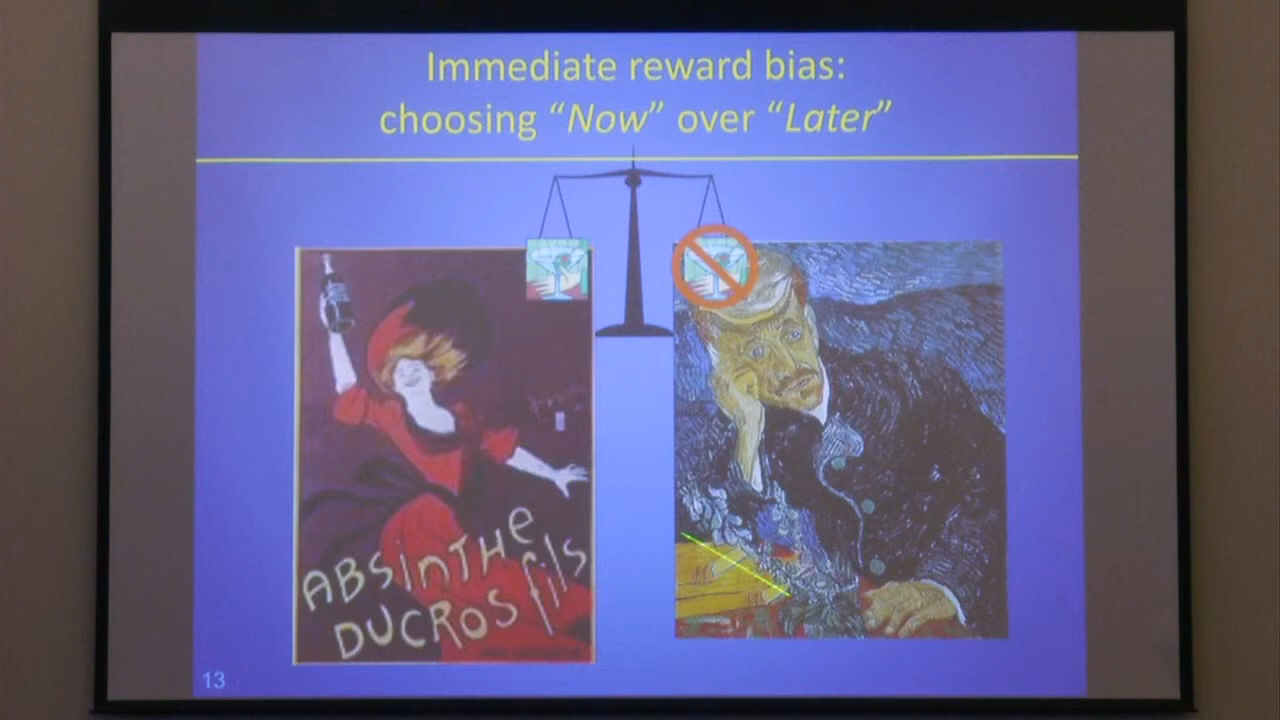 Immediate reward bias:
choosing “Now” over “Later”
ABSINTHE
DUCROS fils
13